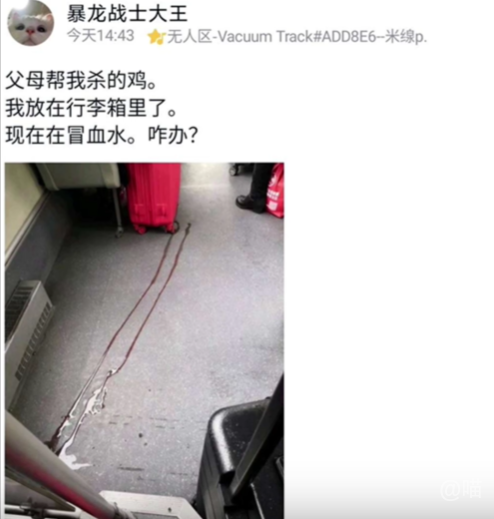 暴龙战士大王
今天14:43 ⭐无人区-Vacuum Track#ADD8E6--米缐p.
父母帮我杀的鸡。
我放在行李箱里了。
现在在冒血水。咋办？